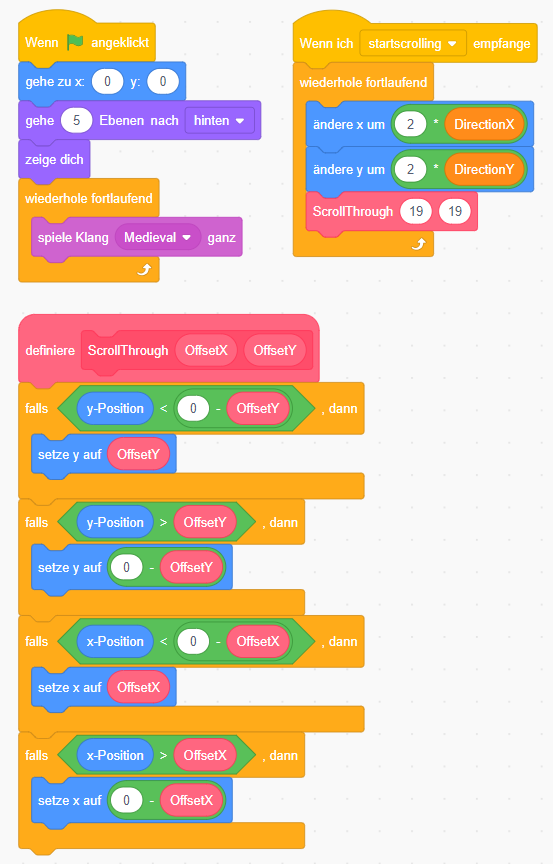 Wenn angeklickt
gehe zu x: 0 y: 0
gehe 5 Ebenen nach hinten
zeige dich
wiederhole fortlaufend
spiele Klang Medieval ganz
Wenn ich startscrolling empfange
wiederhole fortlaufend
ändere x um 2 * DirectionX
ändere y um 2 * DirectionY
ScrollThrough 19 19
definiere ScrollThrough OffsetX OffsetY
falls y-Position < 0 - OffsetY , dann
setze y auf OffsetY
falls y-Position > OffsetY , dann
setze y auf 0 - OffsetY
falls x-Position < 0 - OffsetX , dann
setze x auf OffsetX
falls x-Position > OffsetX , dann
setze x auf 0 - OffsetX